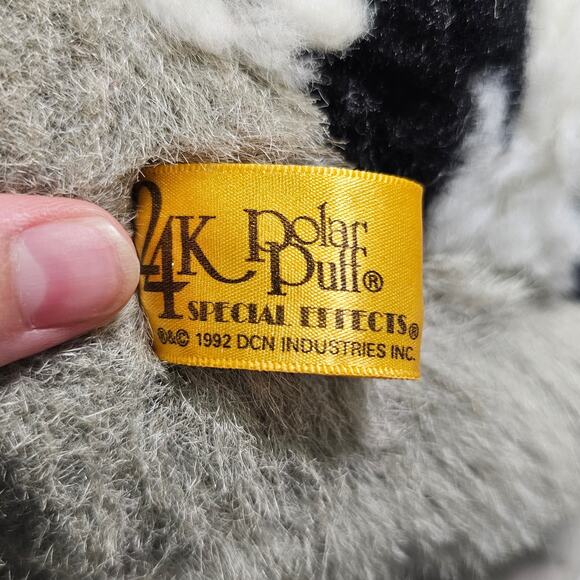 24K Polar
Puff®
SPECIAL EFFECTS®
®&© 1992 DCN INDUSTRIES INC.